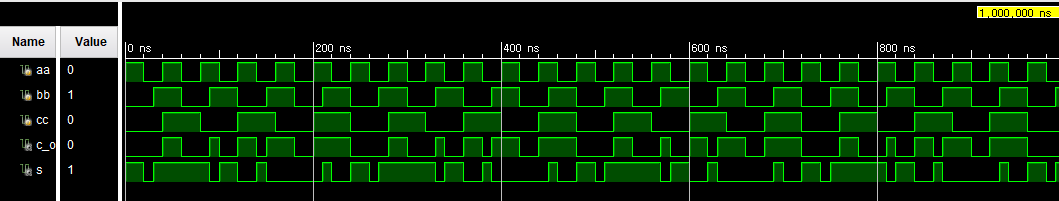 1,000,000 ns
Name Value
0 ns 200 ns 400 ns 600 ns 800 ns
aa 0
bb 1
cc 0
c_o 0
s 1